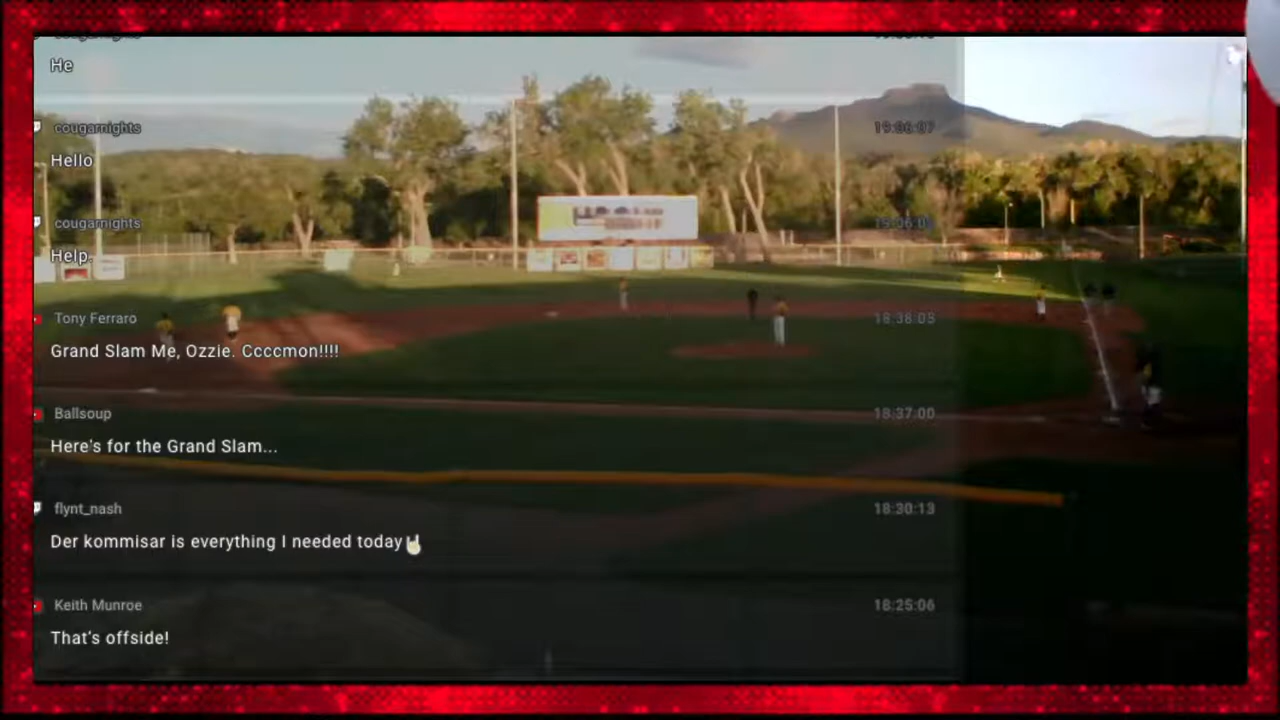 He
cougarnights 19:06:07
Hello
cougarnights
Help.
Tony Ferraro 18:38:05
Grand Slam Me, Ozzie. Ccccmon!!!!
Ballsoup 18:37:00
Here's for the Grand Slam...
flynt_nash 18:30:13
Der kommisar is everything I needed today🤘
Keith Munroe 18:25:06
That's offside!